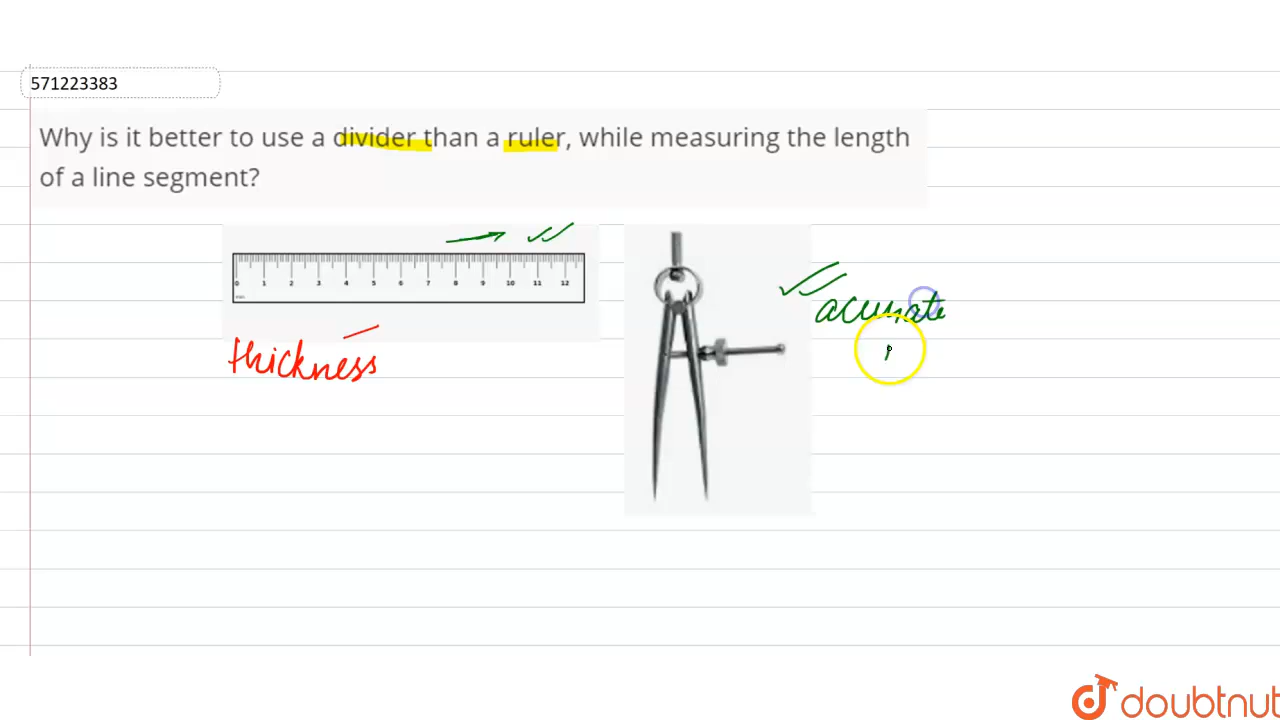 571223383
Why is it better to use a divider than a ruler, while measuring the length
of a line segment?
0 1 2 3 4 5 6 7 8 9 10 11 12
thickness
accurate
doubtnut